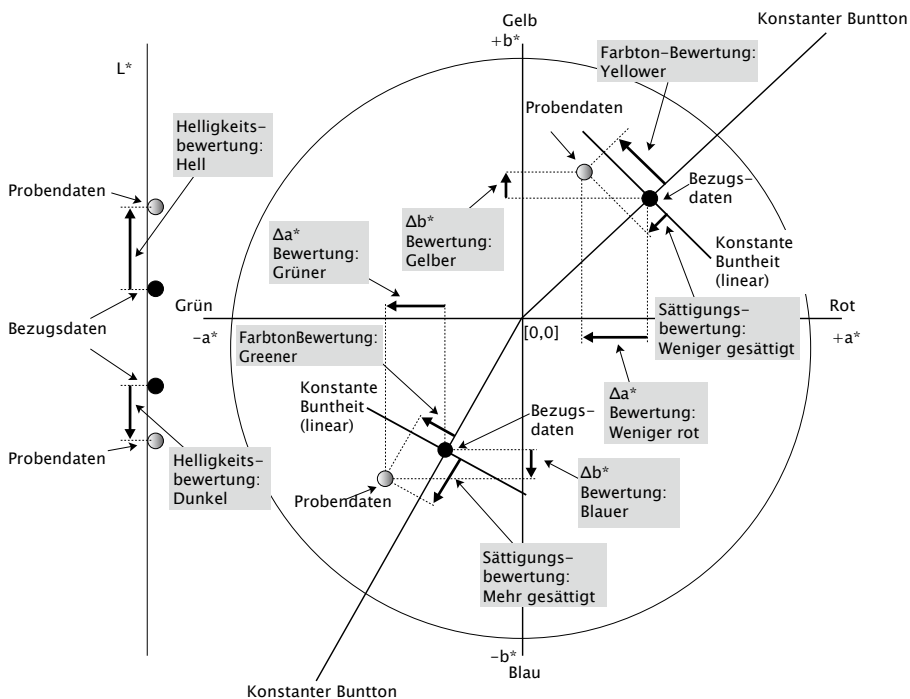 Gelb
+b*
Konstanter Buntton
L*
Farbton-Bewertung:
Yellower
Probendaten
Helligkeits-
bewertung:
Hell
Probendaten
Bezugs-
daten
Δb*
Bewertung:
Gelber
Δa*
Bewertung:
Grüner
Konstante
Buntheit
(linear)
Grün
Rot
Bezugsdaten
–a*
[0,0]
+a*
Sättigungs-
bewertung:
Weniger gesättigt
FarbtonBewertung:
Greener
Konstante
Buntheit
(linear)
Δa*
Bewertung:
Weniger rot
Bezugs-
daten
Probendaten
Helligkeits-
bewertung:
Dunkel
Δb*
Bewertung:
Blauer
Probendaten
Sättigungs-
bewertung:
Mehr gesättigt
–b*
Blau
Konstanter Buntton